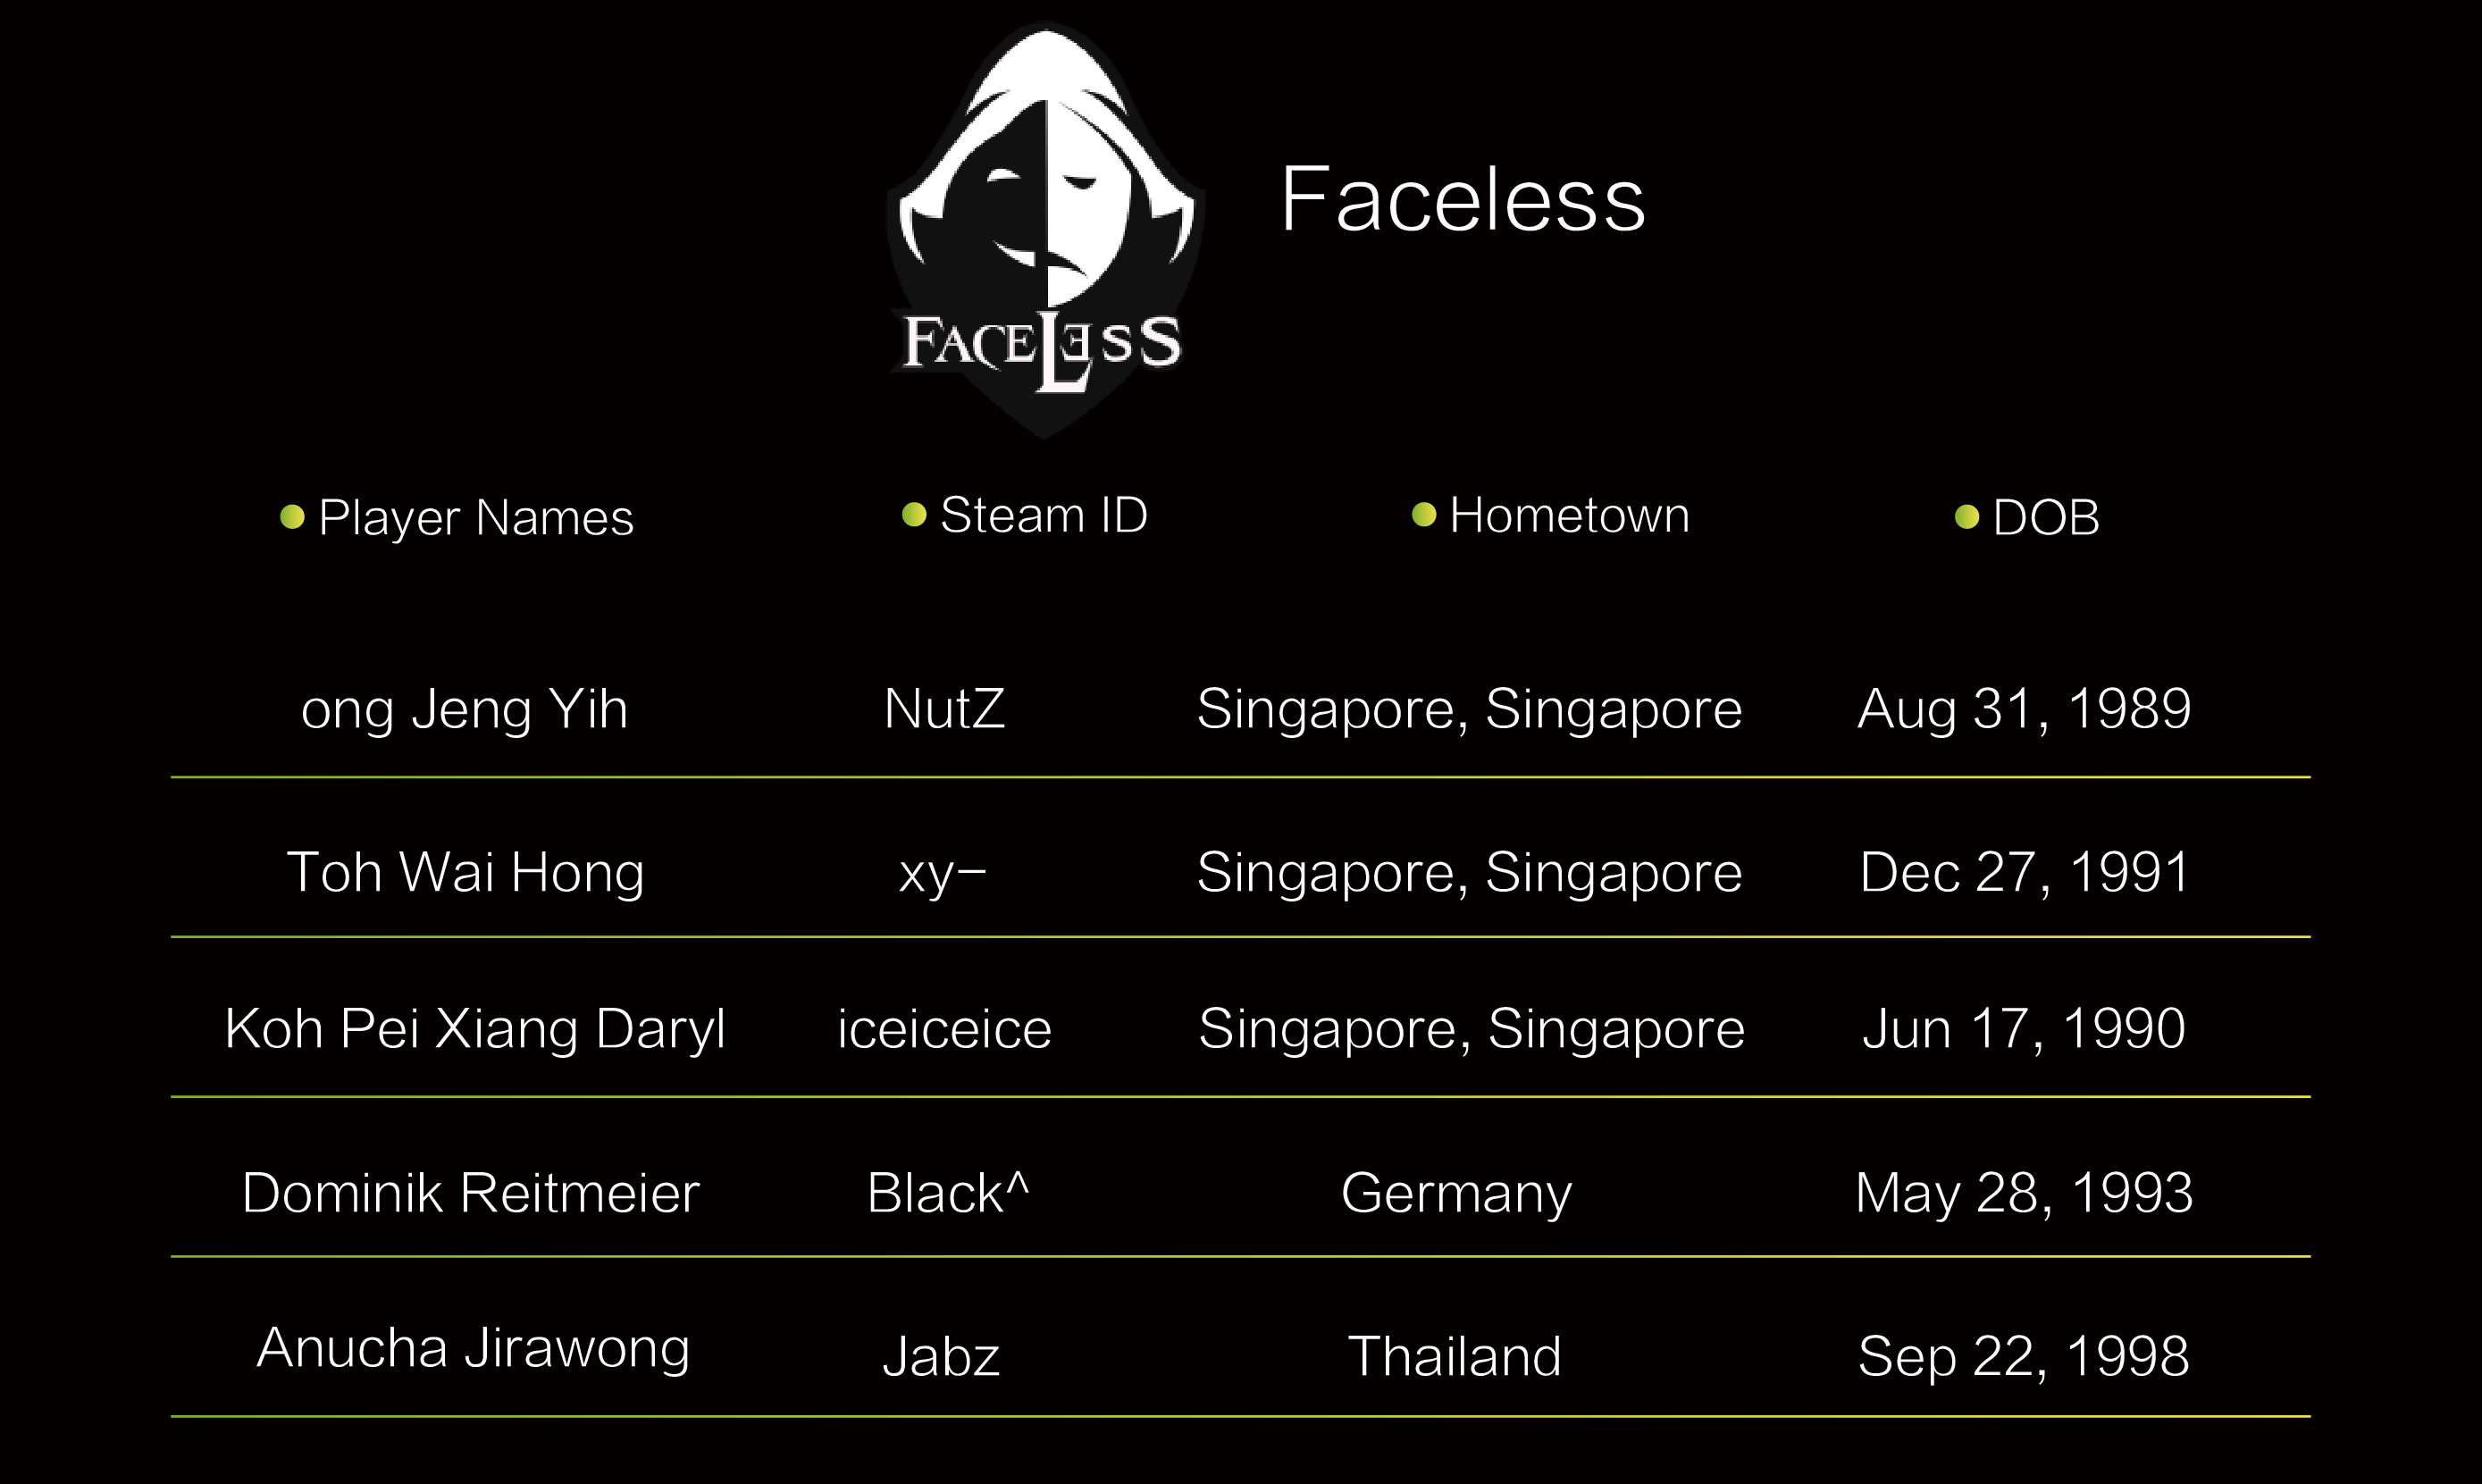 Faceless
FACELESS
Player Names Steam ID Hometown DOB
ong Jeng Yih NutZ Singapore, Singapore Aug 31, 1989
Toh Wai Hong xy- Singapore, Singapore Dec 27, 1991
Koh Pei Xiang Daryl iceiceice Singapore, Singapore Jun 17, 1990
Dominik Reitmeier Black^ Germany May 28, 1993
Anucha Jirawong Jabz Thailand Sep 22, 1998